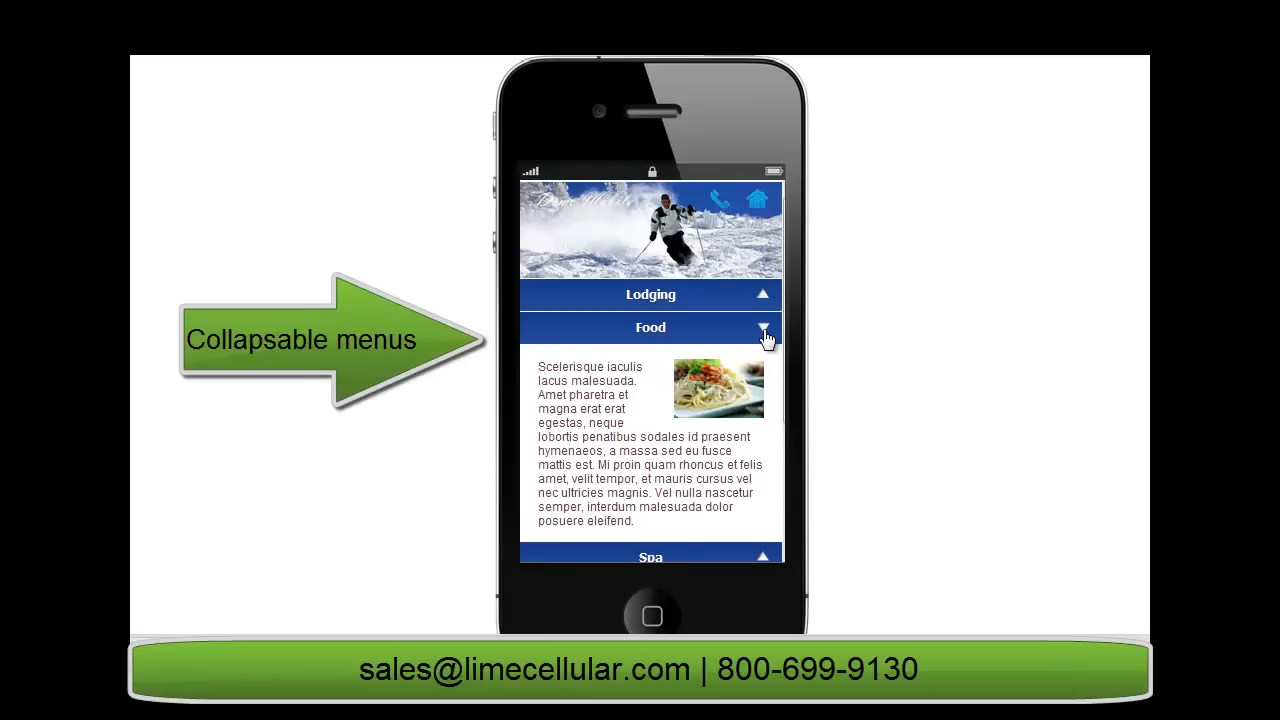 Demo Mobile
Lodging
Food
Collapsable menus
Scelerisque iaculis
lacus malesuada.
Amet pharetra et
magna erat erat
egestas, neque
lobortis penatibus sodales id praesent
hymenaeos, a massa sed eu fusce
mattis est. Mi proin quam rhoncus et felis
amet, velit tempor, et mauris cursus vel
nec ultricies magnis. Vel nulla nascetur
semper, interdum malesuada dolor
posuere eleifend.
Spa
sales@limecellular.com | 800-699-9130